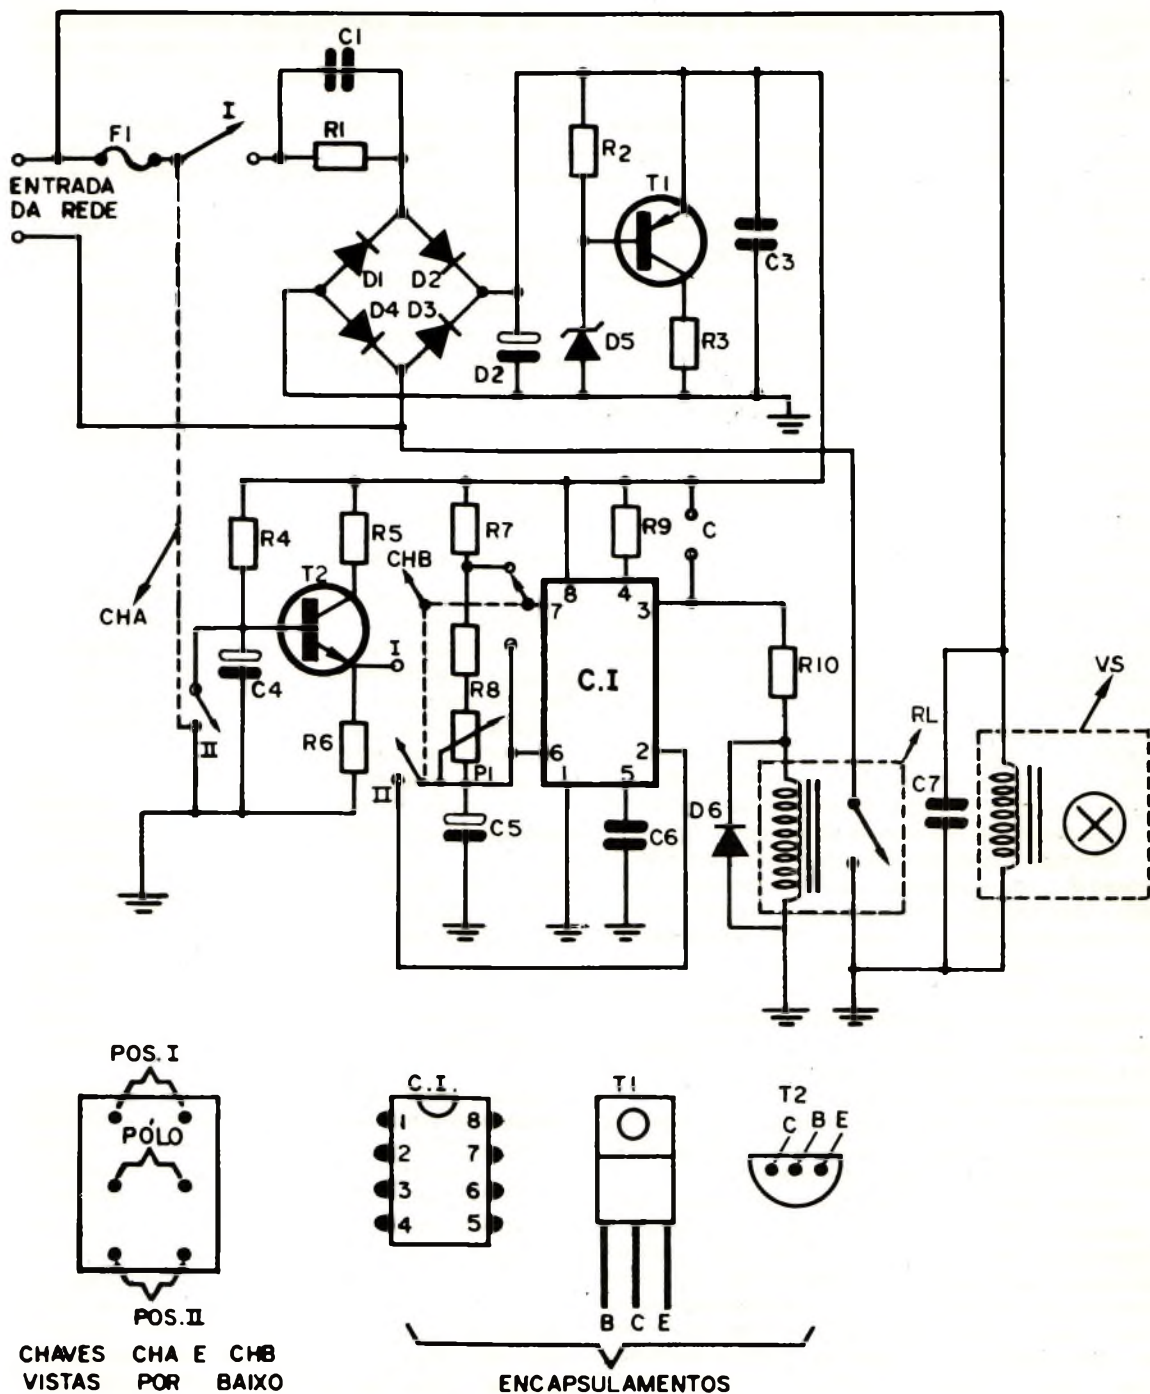 C1
I
F1
R1
R2
T1
ENTRADA
DA REDE
C3
D1
D2
D4
D3
D5
R3
D2
R4
R5
R7
CHB
R9
C
T2
8
4
7
3
CHA
I
R8
C.I
R10
VS
C4
RL
II
R6
6
2
II
P1
1
5
D6
C7
C5
C6
POS. I
C.I.
T1
T2
C B E
PÓLO
1
8
2
7
3
6
4
5
POS. II
B C E
CHAVES CHA E CHB
VISTAS POR BAIXO
ENCAPSULAMENTOS